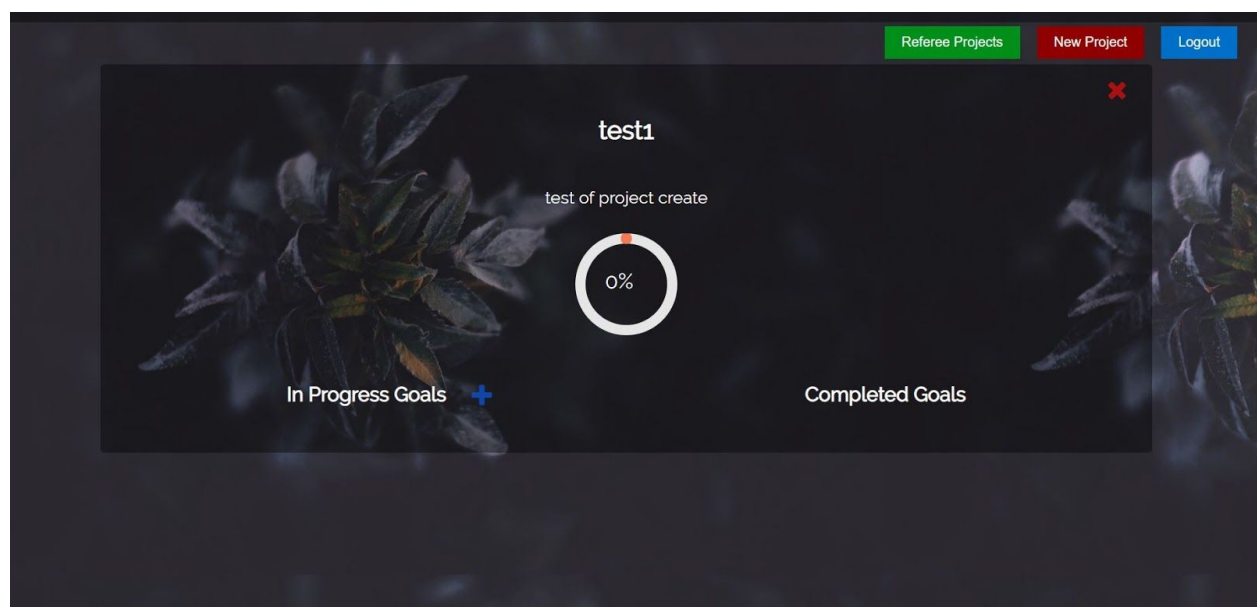 Referee Projects New Project Logout
test1
test of project create
0%
In Progress Goals Completed Goals